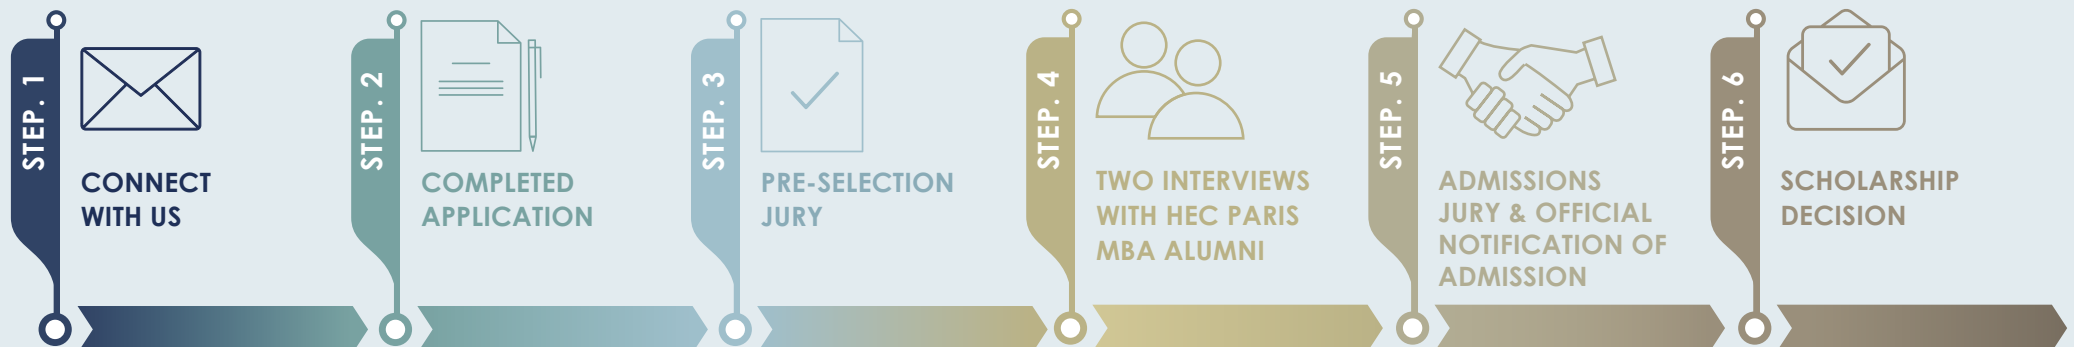 STEP. 1
CONNECT
WITH US
STEP. 2
COMPLETED
APPLICATION
STEP. 3
PRE-SELECTION
JURY
STEP. 4
TWO INTERVIEWS
WITH HEC PARIS
MBA ALUMNI
STEP. 5
ADMISSIONS
JURY & OFFICIAL
NOTIFICATION OF
ADMISSION
STEP. 6
SCHOLARSHIP
DECISION